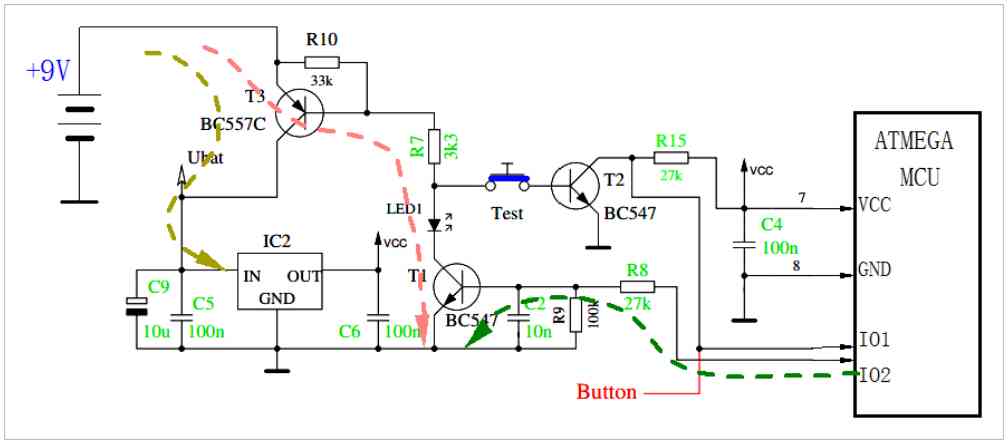 R10
+9V
33k
T3
BC557C
R7
3k3
ATMEGA
MCU
R15
27k
VCC
Ubat
T2
BC547
Test
LED1
7
VCC
C4
100n
IC2
VCC
IN
OUT
GND
T1
BC547
R8
27k
8
GND
C9
10u
C5
100n
C6
100n
C2
10n
R9
100k
IO1
IO2
Button